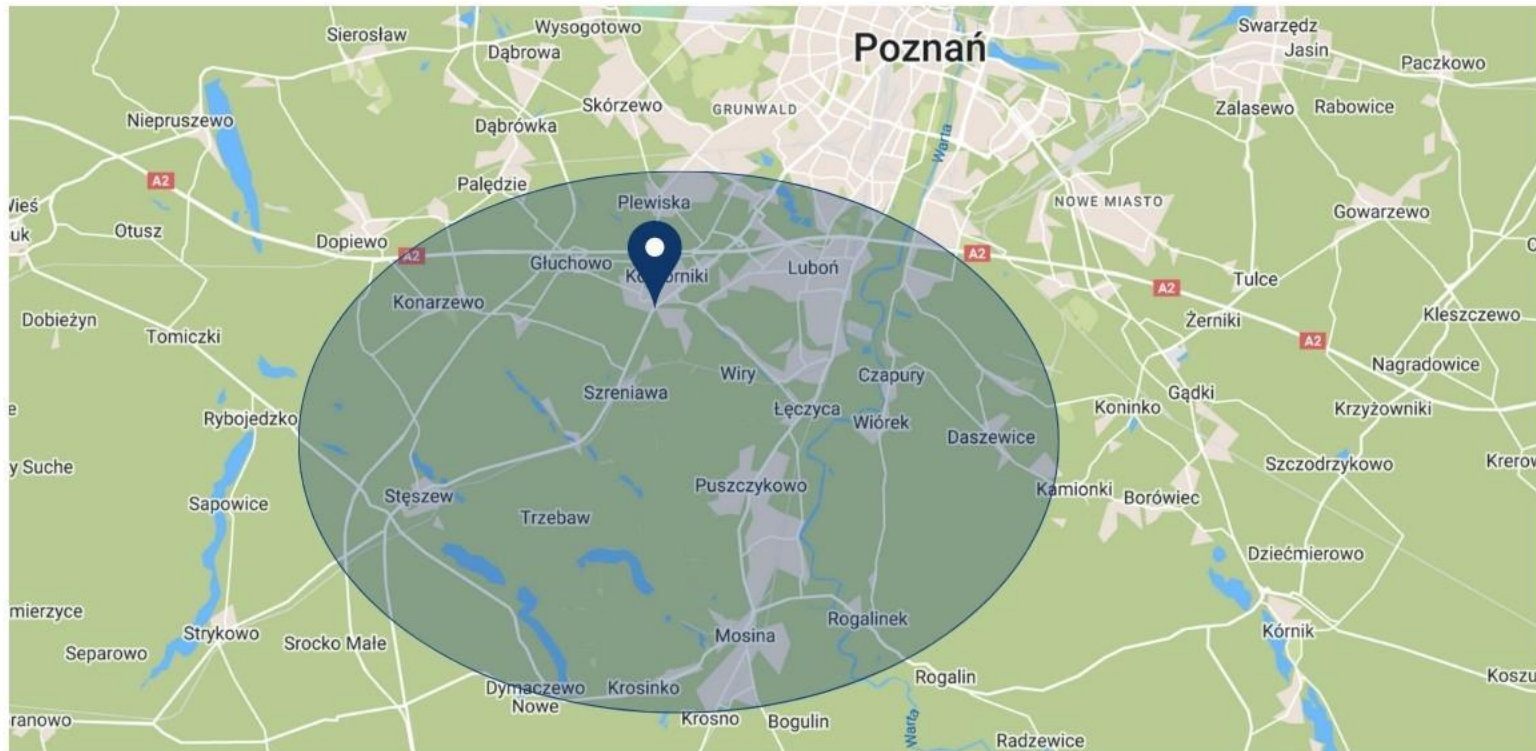 Sierosław
Wysogotowo
Dąbrowa
Poznań
Swarzędz
Jasin
Paczkowo
Skórzewo
GRUNWALD
Zalasewo
Rabowice
Niepruszewo
Dąbrówka
Warta
A2
Palędzie
Plewiska
NOWE MIASTO
Gowarzewo
Otusz
Dopiewo
A2
Głuchowo
Luboń
A2
Tulce
Konarzewo
A2
Dobieżyn
Tomiczki
Żerniki
Kleszczewo
A2
Nagradowice
Szreniawa
Wiry
Czapury
Gądki
Rybojedzko
Łęczyca
Wiórek
Koninko
Krzyżowniki
Daszewice
y Suche
Szczodrzykowo
Stęszew
Puszczykowo
Kamionki
Borówiec
Sapowice
Trzebaw
Dziećmierowo
mierzyce
Strykowo
Srocko Małe
Mosina
Rogalinek
Kórnik
Separowo
Dymaczewo
Nowe
Krosinko
Rogalin
Krosno
Bogulin
Warta
Radzewice